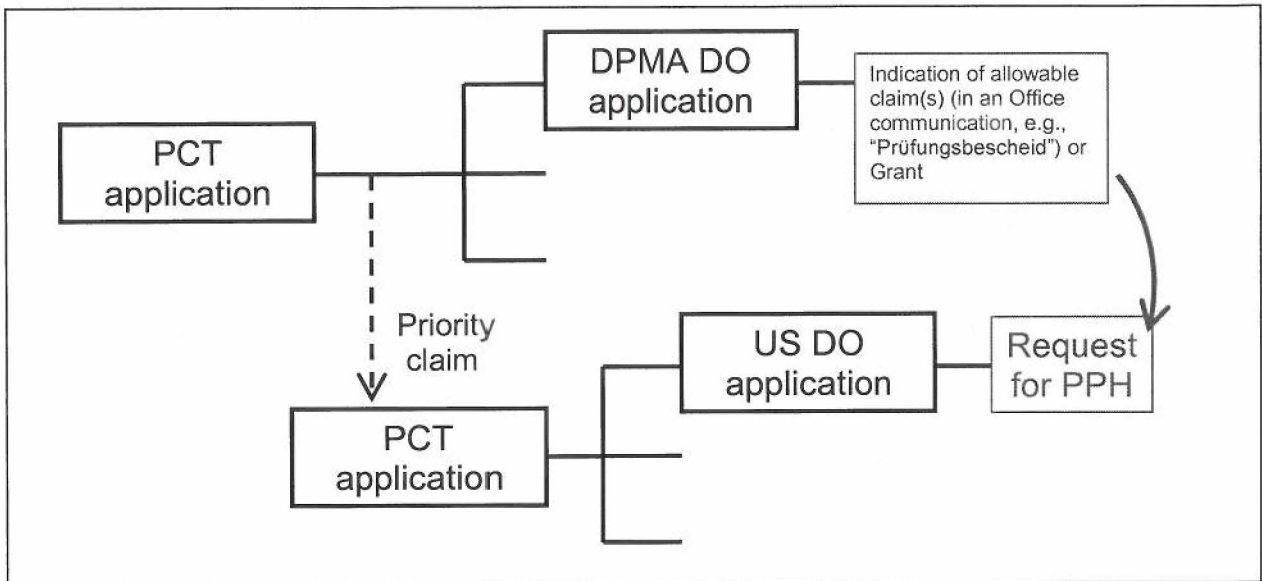 DPMA DO
application
Indication of allowable
claim(s) (in an Office
communication, e.g.,
"Prüfungsbescheid") or
Grant
PCT
application
Priority
claim
US DO
application
Request
for PPH
PCT
application